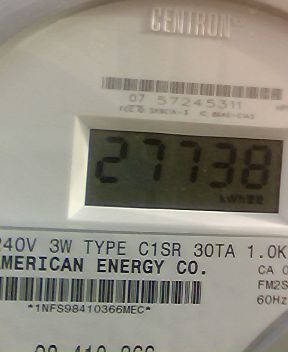 CENTRON
07 57245311
27738
kWh
240V 3W TYPE C1SR 30TA 1.0K
AMERICAN ENERGY CO.
CA 0
FM2S
60Hz
*1NFS98410366MEC*